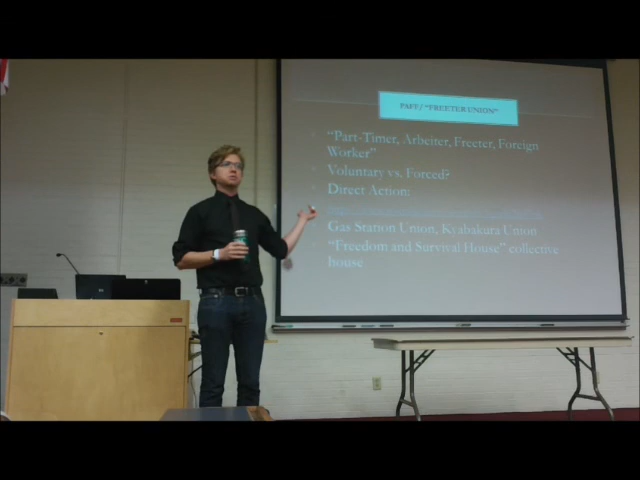 PAFF/ "FREETER UNION"
"Part-Timer, Arbeiter, Freeter, Foreign
Worker"
Voluntary vs. Forced?
Direct Action:
Gas Station Union, Kyabakura Union
"Freedom and Survival House" collective
house